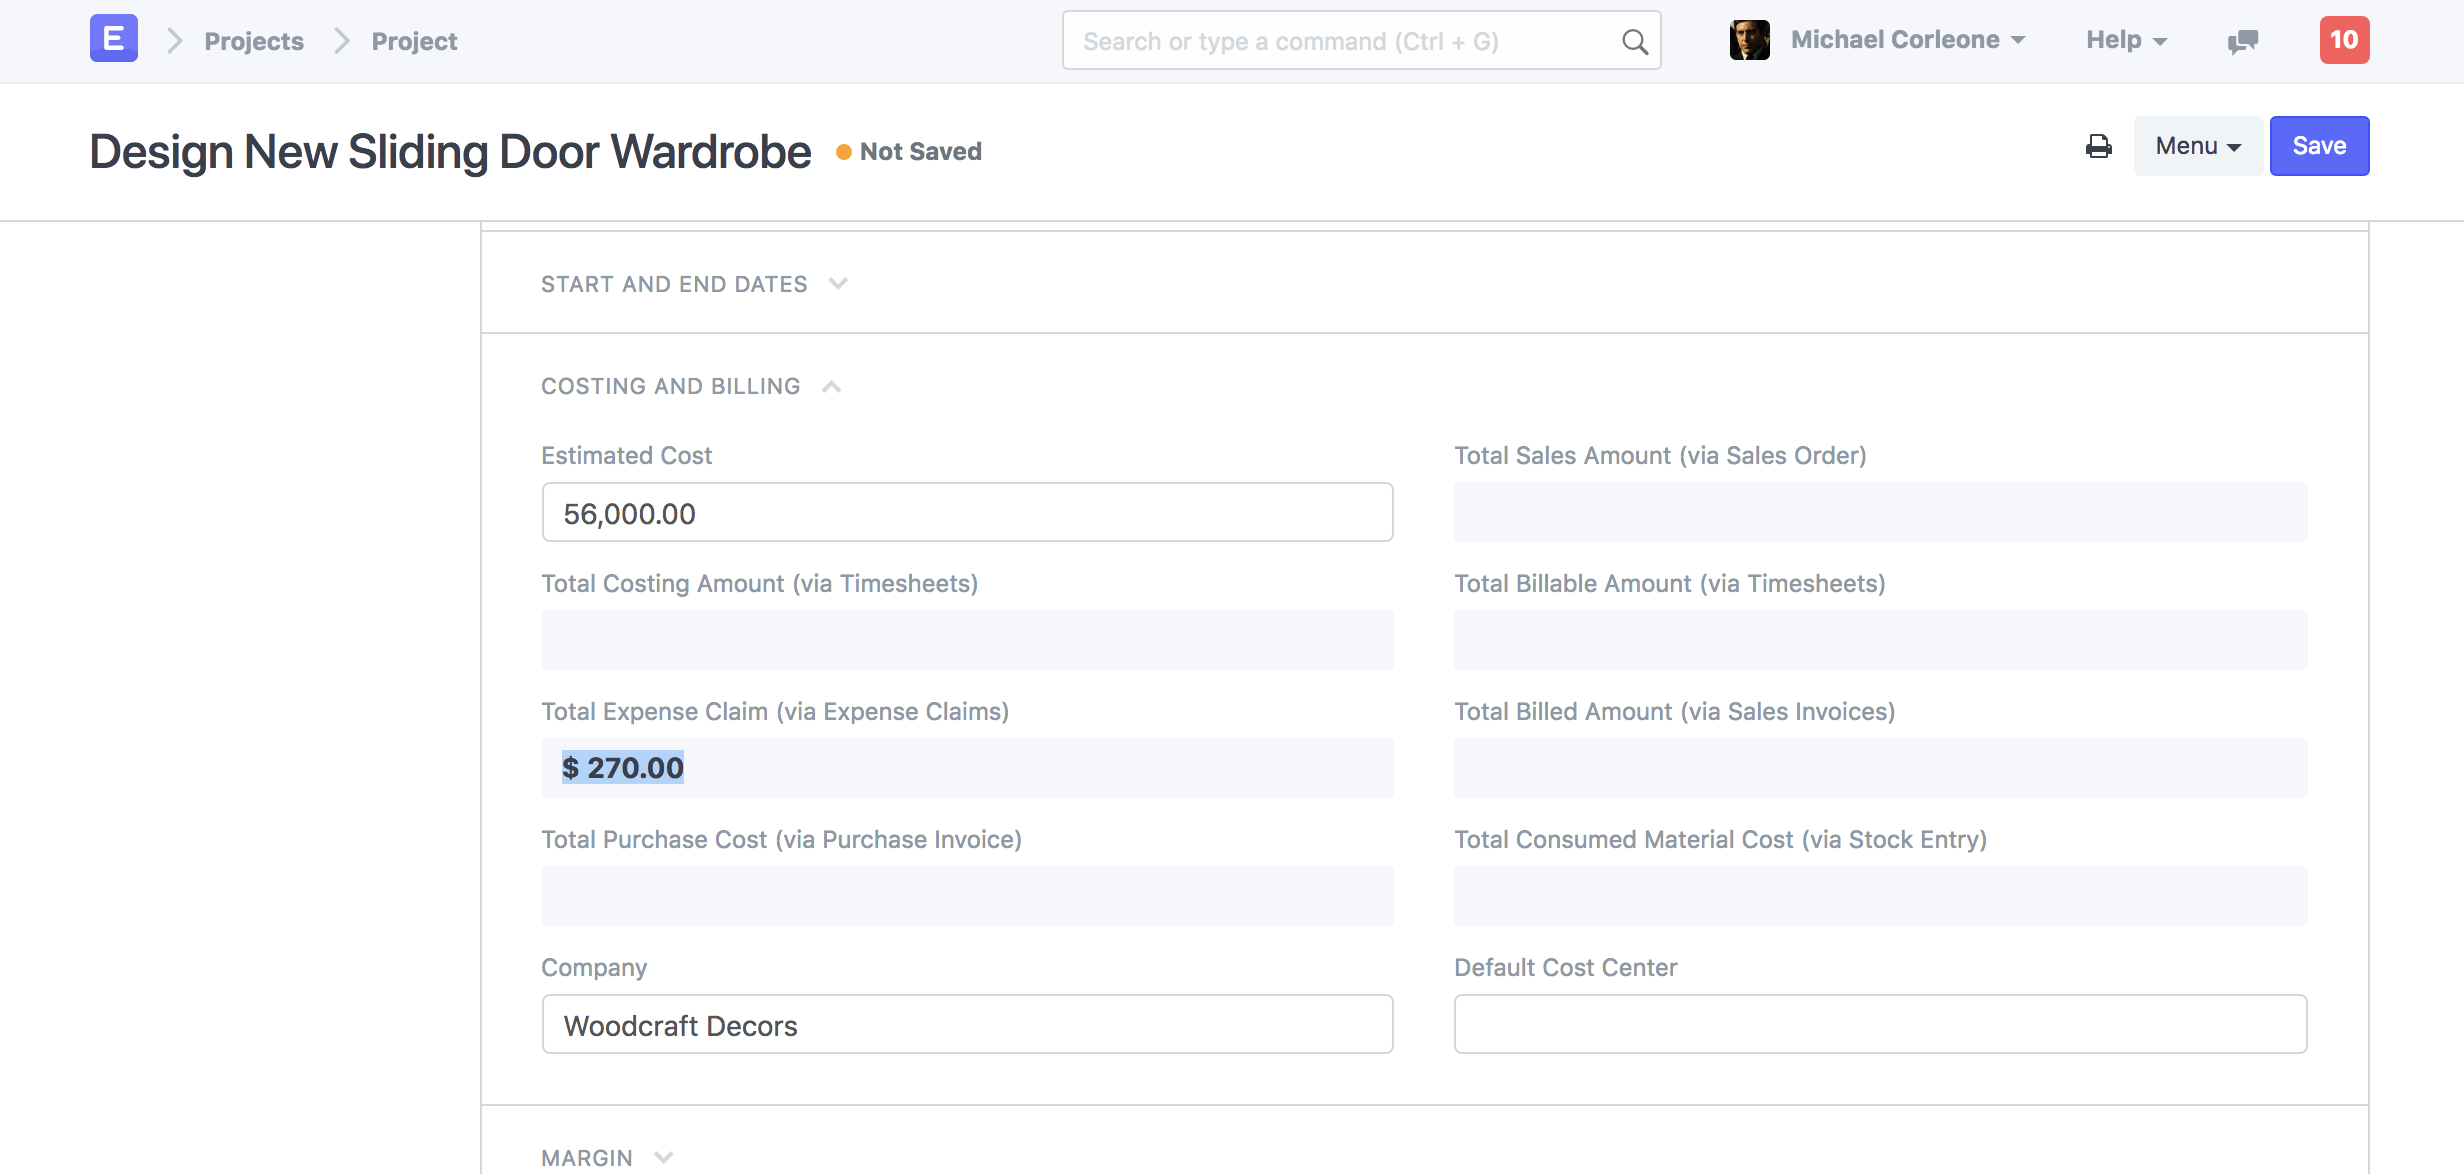 E Projects Project Search or type a command (Ctrl + G) Michael Corleone Help 10
Design New Sliding Door Wardrobe Not Saved Menu Save
START AND END DATES
COSTING AND BILLING
Estimated Cost Total Sales Amount (via Sales Order)
56,000.00
Total Costing Amount (via Timesheets) Total Billable Amount (via Timesheets)
Total Expense Claim (via Expense Claims) Total Billed Amount (via Sales Invoices)
$ 270.00
Total Purchase Cost (via Purchase Invoice) Total Consumed Material Cost (via Stock Entry)
Company Default Cost Center
Woodcraft Decors
MARGIN